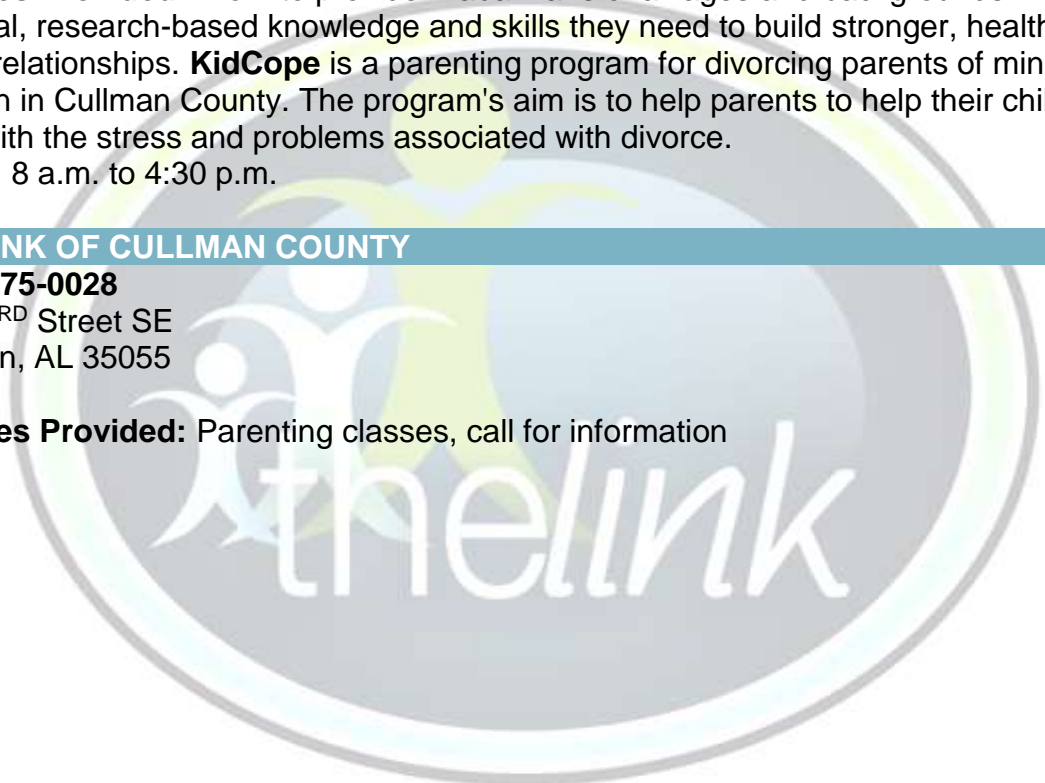 al, research-based knowledge and skills they need to build stronger, health
relationships. KidCope is a parenting program for divorcing parents of min
n in Cullman County. The program's aim is to help parents to help their chi
ith the stress and problems associated with divorce.
8 a.m. to 4:30 p.m.
NK OF CULLMAN COUNTY
75-0028
RD Street SE
n, AL 35055
es Provided: Parenting classes, call for information
thelink